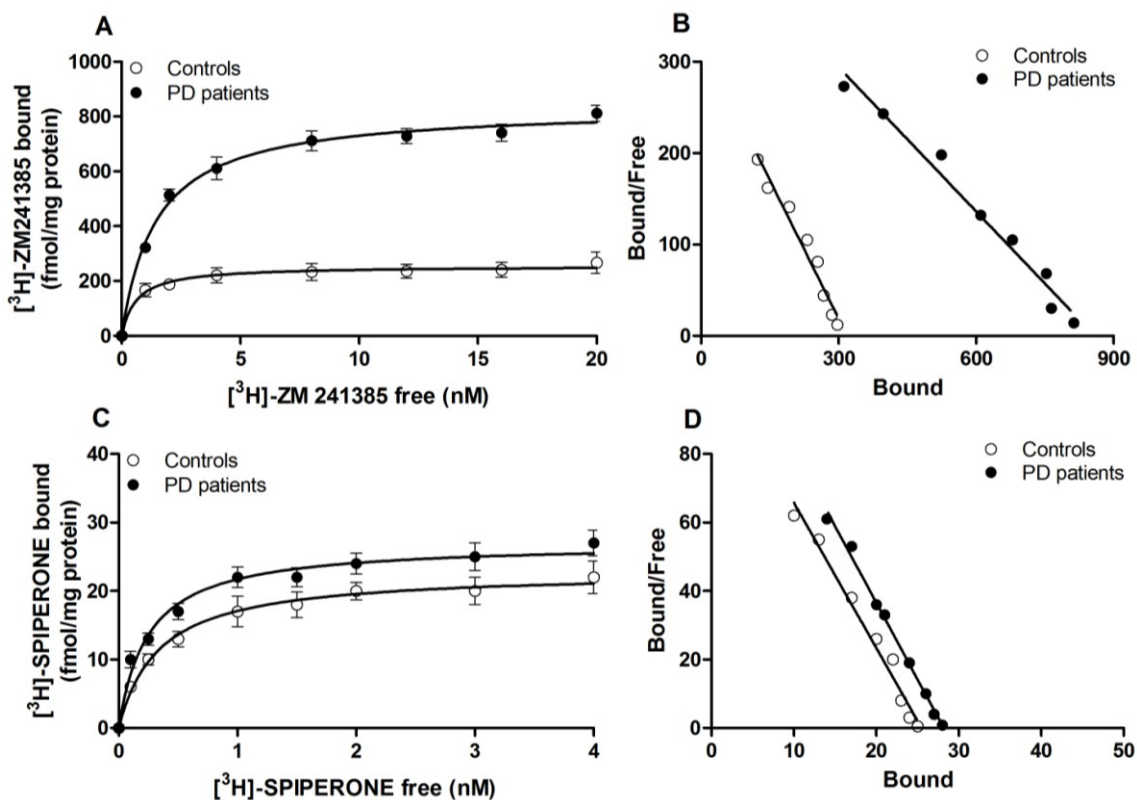 A
[³H]-ZM241385 bound
(fmol/mg protein)
1000
800
600
400
200
0
Controls
PD patients
0
5
10
15
20
[³H]-ZM 241385 free (nM)
B
Bound/Free
300
200
100
0
Controls
PD patients
0
300
600
900
Bound
C
[³H]-SPIPERONE bound
(fmol/mg protein)
40
30
20
10
0
Controls
PD patients
0
1
2
3
4
[³H]-SPIPERONE free (nM)
D
Bound/Free
80
60
40
20
0
Controls
PD patients
0
10
20
30
40
50
Bound